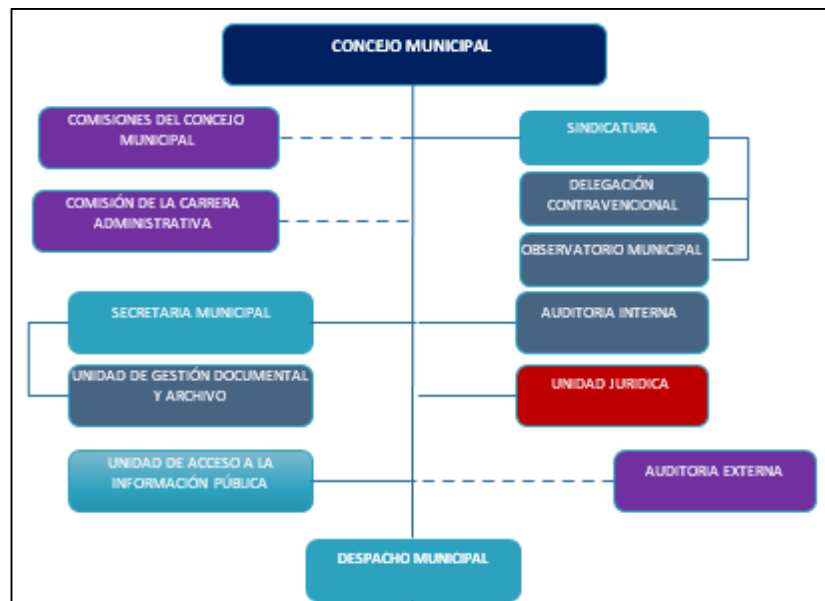 CONCEJO MUNICIPAL
COMISIONES DEL CONCEJO
MUNICIPAL
SINDICATURA
COMISIÓN DE LA CARRERA
ADMINISTRATIVA
DELEGACIÓN
CONTRAVENCIONAL
OBSERVATORIO MUNICIPAL
SECRETARIA MUNICIPAL
AUDITORIA INTERNA
UNIDAD DE GESTIÓN DOCUMENTAL
Y ARCHIVO
UNIDAD JURIDICA
UNIDAD DE ACCESO A LA
INFORMACIÓN PÚBLICA
AUDITORIA EXTERNA
DESPACHO MUNICIPAL